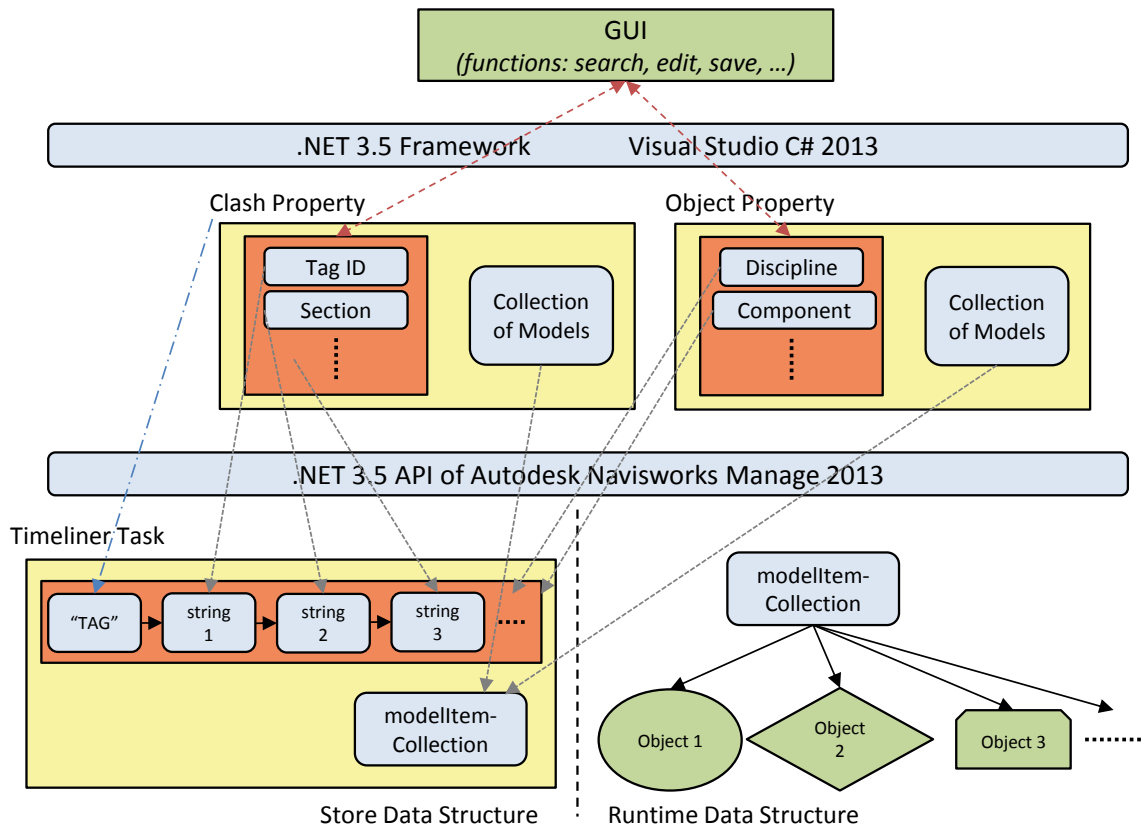 GUI
(functions: search, edit, save, ...)
.NET 3.5 Framework Visual Studio C# 2013
Clash Property
Object Property
Tag ID
Section
Collection
of Models
Discipline
Component
Collection
of Models
.NET 3.5 API of Autodesk Navisworks Manage 2013
Timeliner Task
“TAG”
string
1
string
2
string
3
modelItem-
Collection
modelItem-
Collection
Object 1
Object
2
Object 3
Store Data Structure
Runtime Data Structure